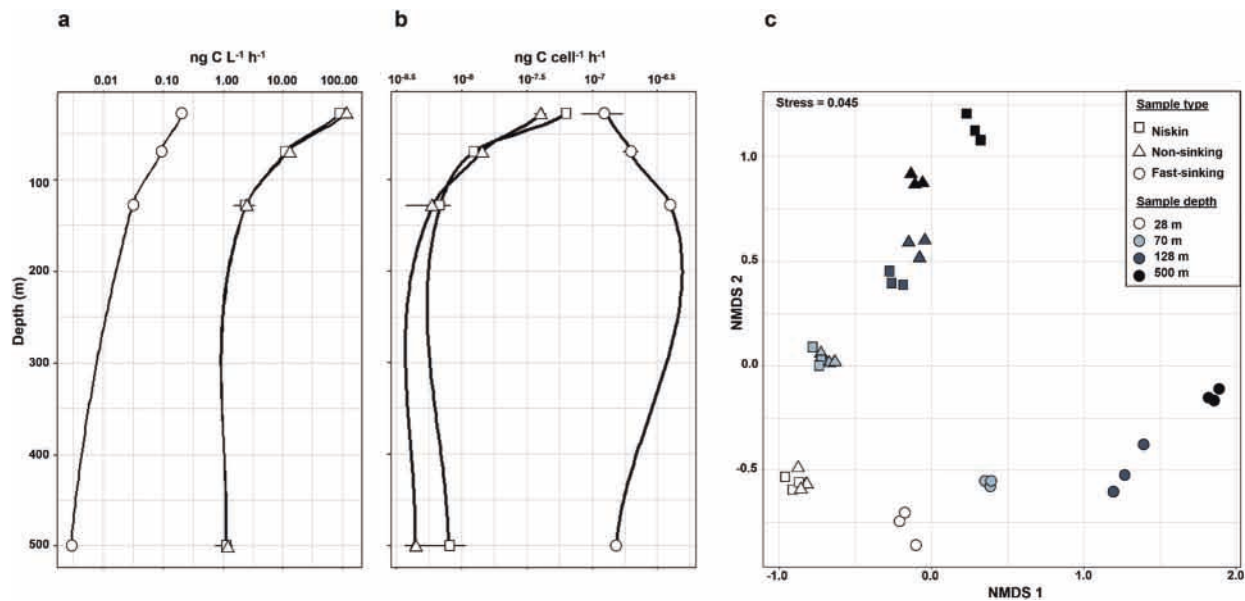 a
ng C L-1 h-1
0.01 0.10 1.00 10.00 100.00
Depth (m)
100
200
300
400
500
b
ng C cell-1 h-1
10-8.5 10-8 10-7.5 10-7 10-6.5
c
Stress = 0.045
NMDS 2
1.0
0.5
0.0
-0.5
-1.0 0.0 1.0 2.0
NMDS 1
Sample type
Niskin
Non-sinking
Fast-sinking
Sample depth
28 m
70 m
128 m
500 m